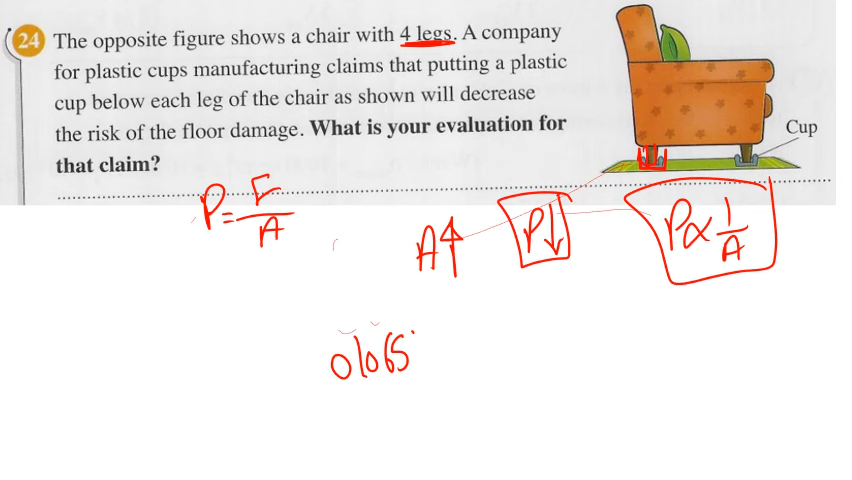 24 The opposite figure shows a chair with 4 legs. A company
for plastic cups manufacturing claims that putting a plastic
cup below each leg of the chair as shown will decrease
the risk of the floor damage. What is your evaluation for
that claim?
Cup
P = F / A
A↑ P↓ P∝ 1/A